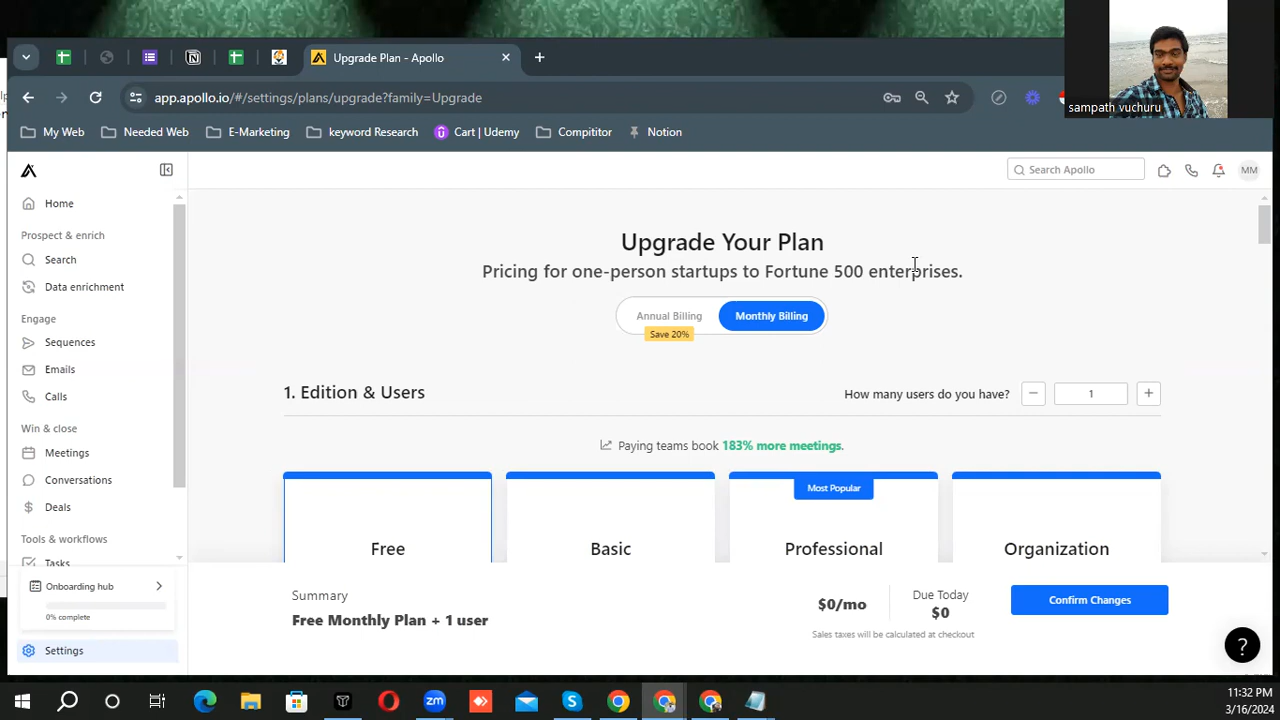 Upgrade Plan - Apollo
sampath vuchuru
app.apollo.io/#/settings/plans/upgrade?family=Upgrade
My Web
Needed Web
E-Marketing
keyword Research
Cart | Udemy
Compititor
Notion
Search Apollo
MM
Home
Prospect & enrich
Search
Data enrichment
Engage
Sequences
Emails
Calls
Win & close
Meetings
Conversations
Deals
Tools & workflows
Tasks
Onboarding hub
0% complete
Settings
Upgrade Your Plan
Pricing for one-person startups to Fortune 500 enterprises.
Annual Billing
Monthly Billing
Save 20%
1. Edition & Users
How many users do you have?
1
Paying teams book 183% more meetings.
Most Popular
Free
Basic
Professional
Organization
Summary
Free Monthly Plan + 1 user
$0/mo
Due Today
$0
Sales taxes will be calculated at checkout
Confirm Changes
?
zm
11:32 PM
3/16/2024